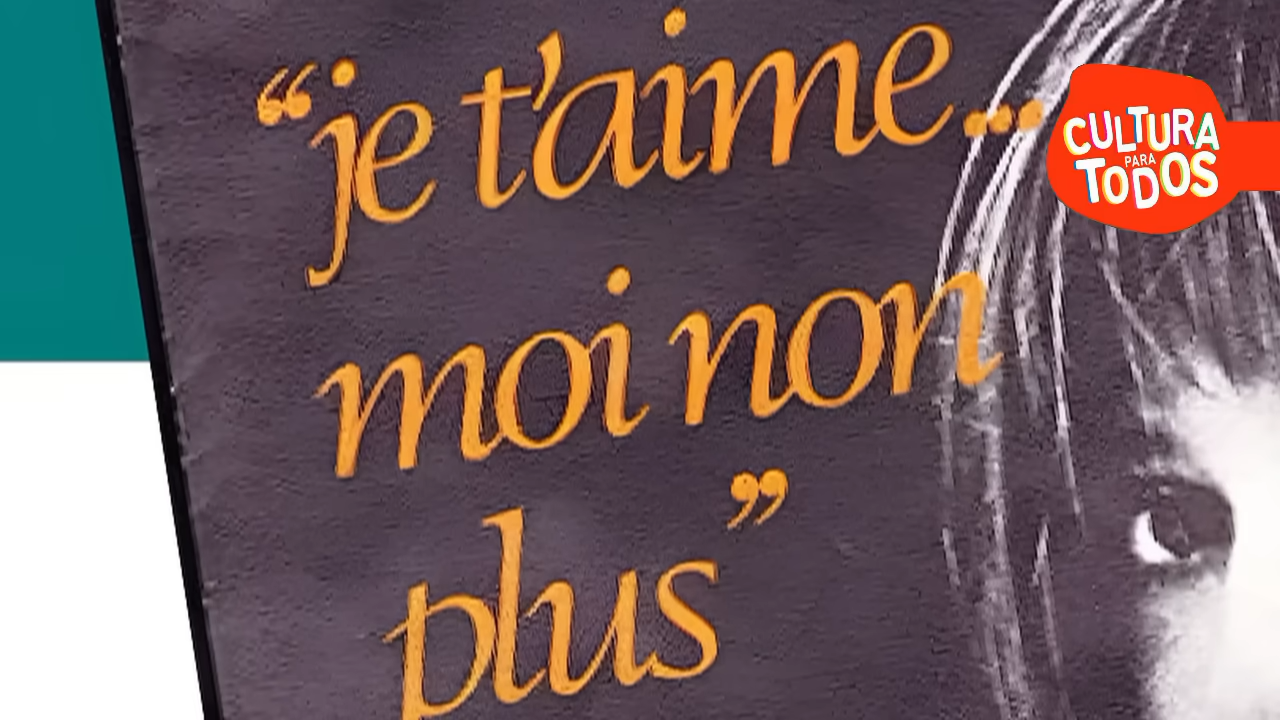 “je t'aime...
moi non
plus”
CULTURA
PARA
TODOS